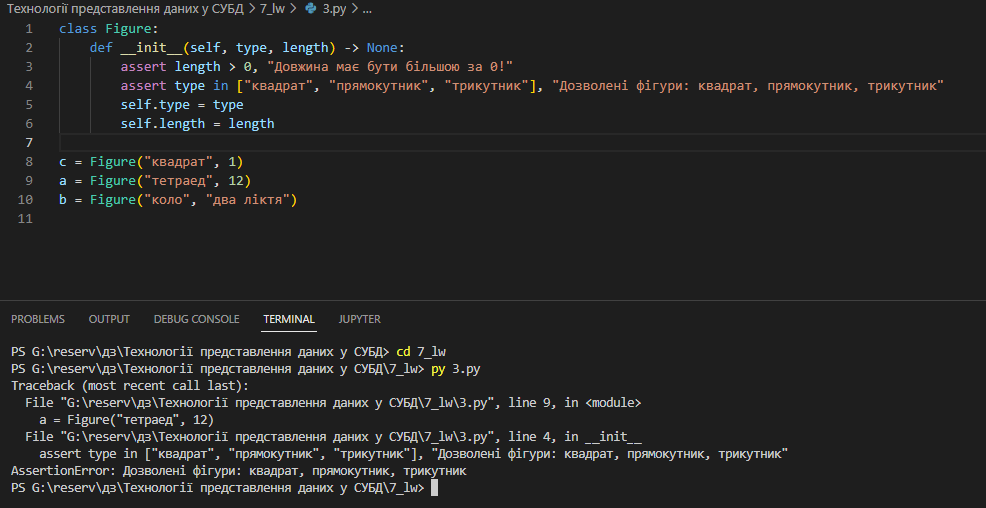 Технології представлення даних у СУБД > 7_lw > 3.py > ...
1 class Figure:
2 def __init__(self, type, length) -> None:
3 assert length > 0, "Довжина має бути більшою за 0!"
4 assert type in ["квадрат", "прямокутник", "трикутник"], "Дозволені фігури: квадрат, прямокутник, трикутник"
5 self.type = type
6 self.length = length
7
8 c = Figure("квадрат", 1)
9 a = Figure("тетраед", 12)
10 b = Figure("коло", "два ліктя")
11
PROBLEMS OUTPUT DEBUG CONSOLE TERMINAL JUPYTER
PS G:\reserv\дз\Технології представлення даних у СУБД> cd 7_lw
PS G:\reserv\дз\Технології представлення даних у СУБД\7_lw> py 3.py
Traceback (most recent call last):
File "G:\reserv\дз\Технології представлення даних у СУБД\7_lw\3.py", line 9, in <module>
a = Figure("тетраед", 12)
File "G:\reserv\дз\Технології представлення даних у СУБД\7_lw\3.py", line 4, in __init__
assert type in ["квадрат", "прямокутник", "трикутник"], "Дозволені фігури: квадрат, прямокутник, трикутник"
AssertionError: Дозволені фігури: квадрат, прямокутник, трикутник
PS G:\reserv\дз\Технології представлення даних у СУБД\7_lw>